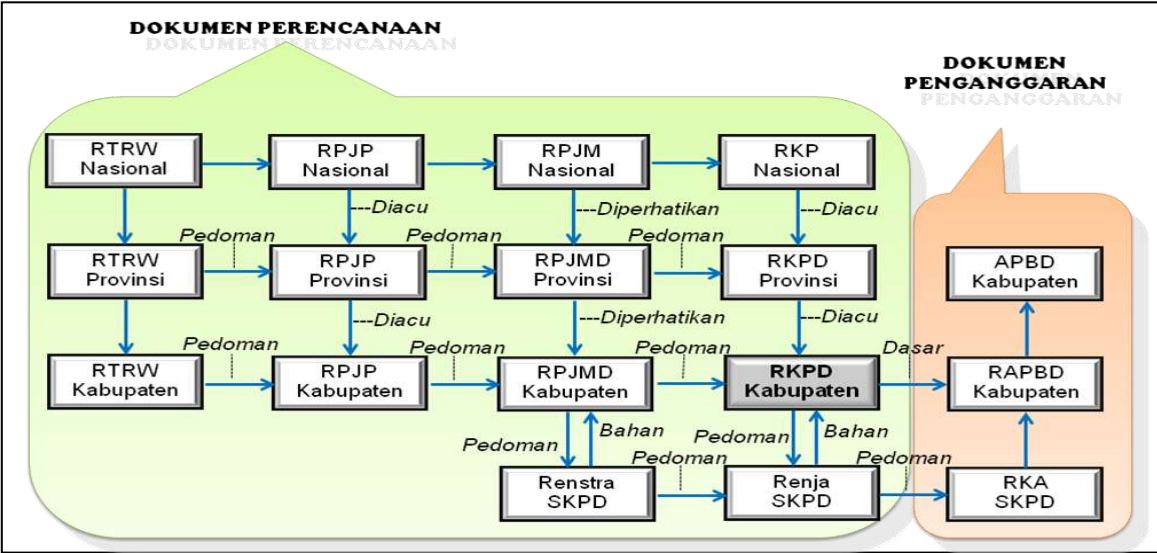 DOKUMEN PERENCANAAN
DOKUMEN
PENGANGGARAN
RTRW
Nasional
RPJP
Nasional
RPJM
Nasional
RKP
Nasional
---Diacu
---Diperhatikan
---Diacu
Pedoman
Pedoman
Pedoman
RTRW
Provinsi
RPJP
Provinsi
RPJMD
Provinsi
RKPD
Provinsi
APBD
Kabupaten
---Diacu
---Diperhatikan
---Diacu
Pedoman
Pedoman
Pedoman
Dasar
RTRW
Kabupaten
RPJP
Kabupaten
RPJMD
Kabupaten
RKPD
Kabupaten
RAPBD
Kabupaten
Pedoman
Bahan
Pedoman
Pedoman
Bahan
Pedoman
Renstra
SKPD
Renja
SKPD
RKA
SKPD